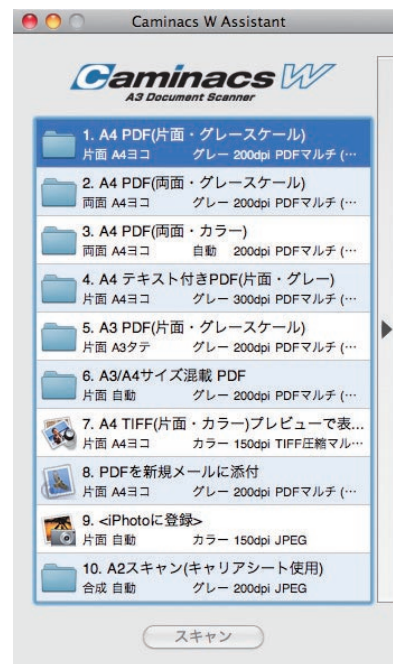 Caminacs W Assistant
Caminacs W
A3 Document Scanner
1. A4 PDF(片面・グレースケール)
片面 A4ヨコ グレー 200dpi PDFマルチ (…
2. A4 PDF(両面・グレースケール)
両面 A4ヨコ グレー 200dpi PDFマルチ (…
3. A4 PDF(両面・カラー)
両面 A4ヨコ 自動 200dpi PDFマルチ (…
4. A4 テキスト付きPDF(片面・グレー)
片面 A4ヨコ グレー 300dpi PDFマルチ (…
5. A3 PDF(片面・グレースケール)
片面 A3タテ グレー 200dpi PDFマルチ (…
6. A3/A4サイズ混載 PDF
片面 自動 グレー 200dpi PDFマルチ (…
7. A4 TIFF(片面・カラー)プレビューで表...
片面 A4ヨコ カラー 150dpi TIFF圧縮マル…
8. PDFを新規メールに添付
片面 A4ヨコ グレー 200dpi PDFマルチ (…
9. <iPhotoに登録>
片面 自動 カラー 150dpi JPEG
10. A2スキャン(キャリアシート使用)
合成 自動 グレー 200dpi JPEG
スキャン